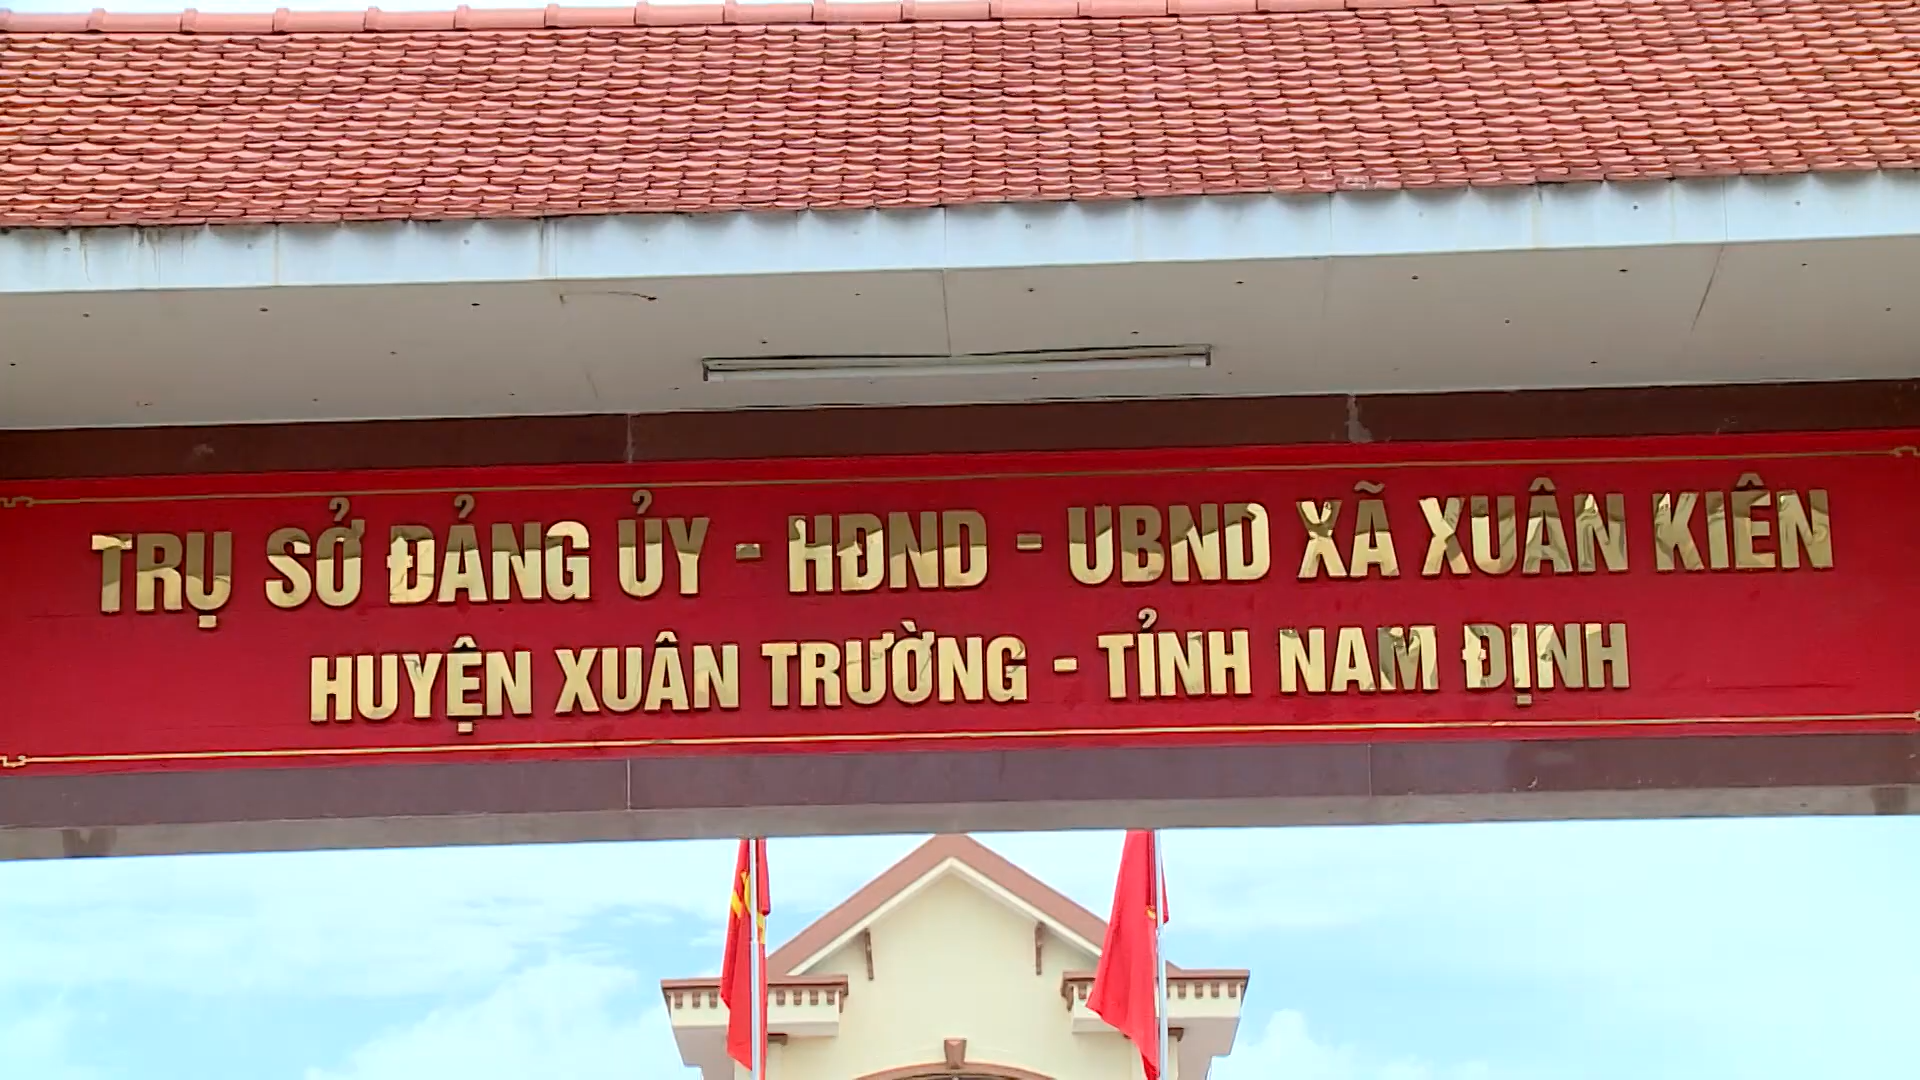 TRỤ SỞ ĐẢNG ỦY - HĐND - UBND XÃ XUÂN KIÊN
HUYỆN XUÂN TRƯỜNG - TỈNH NAM ĐỊNH